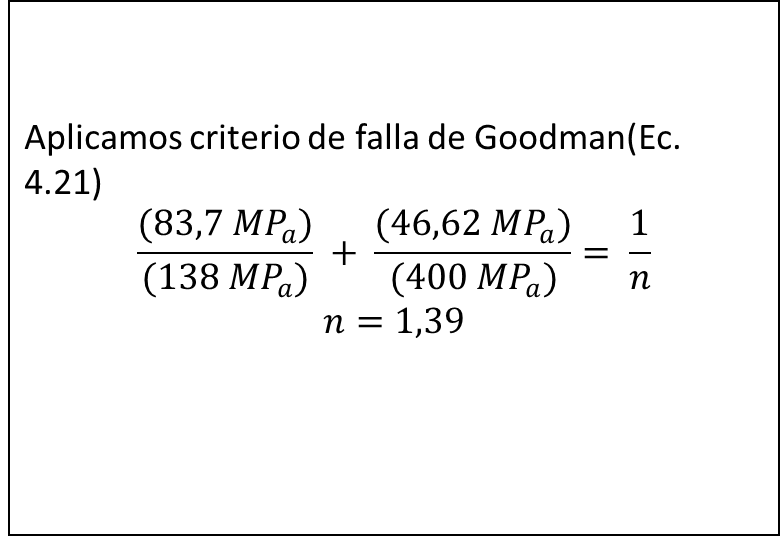 Aplicamos criterio de falla de Goodman(Ec.
4.21)
(83,7 MPₐ)/(138 MPₐ) + (46,62 MPₐ)/(400 MPₐ) = 1/n
n = 1,39